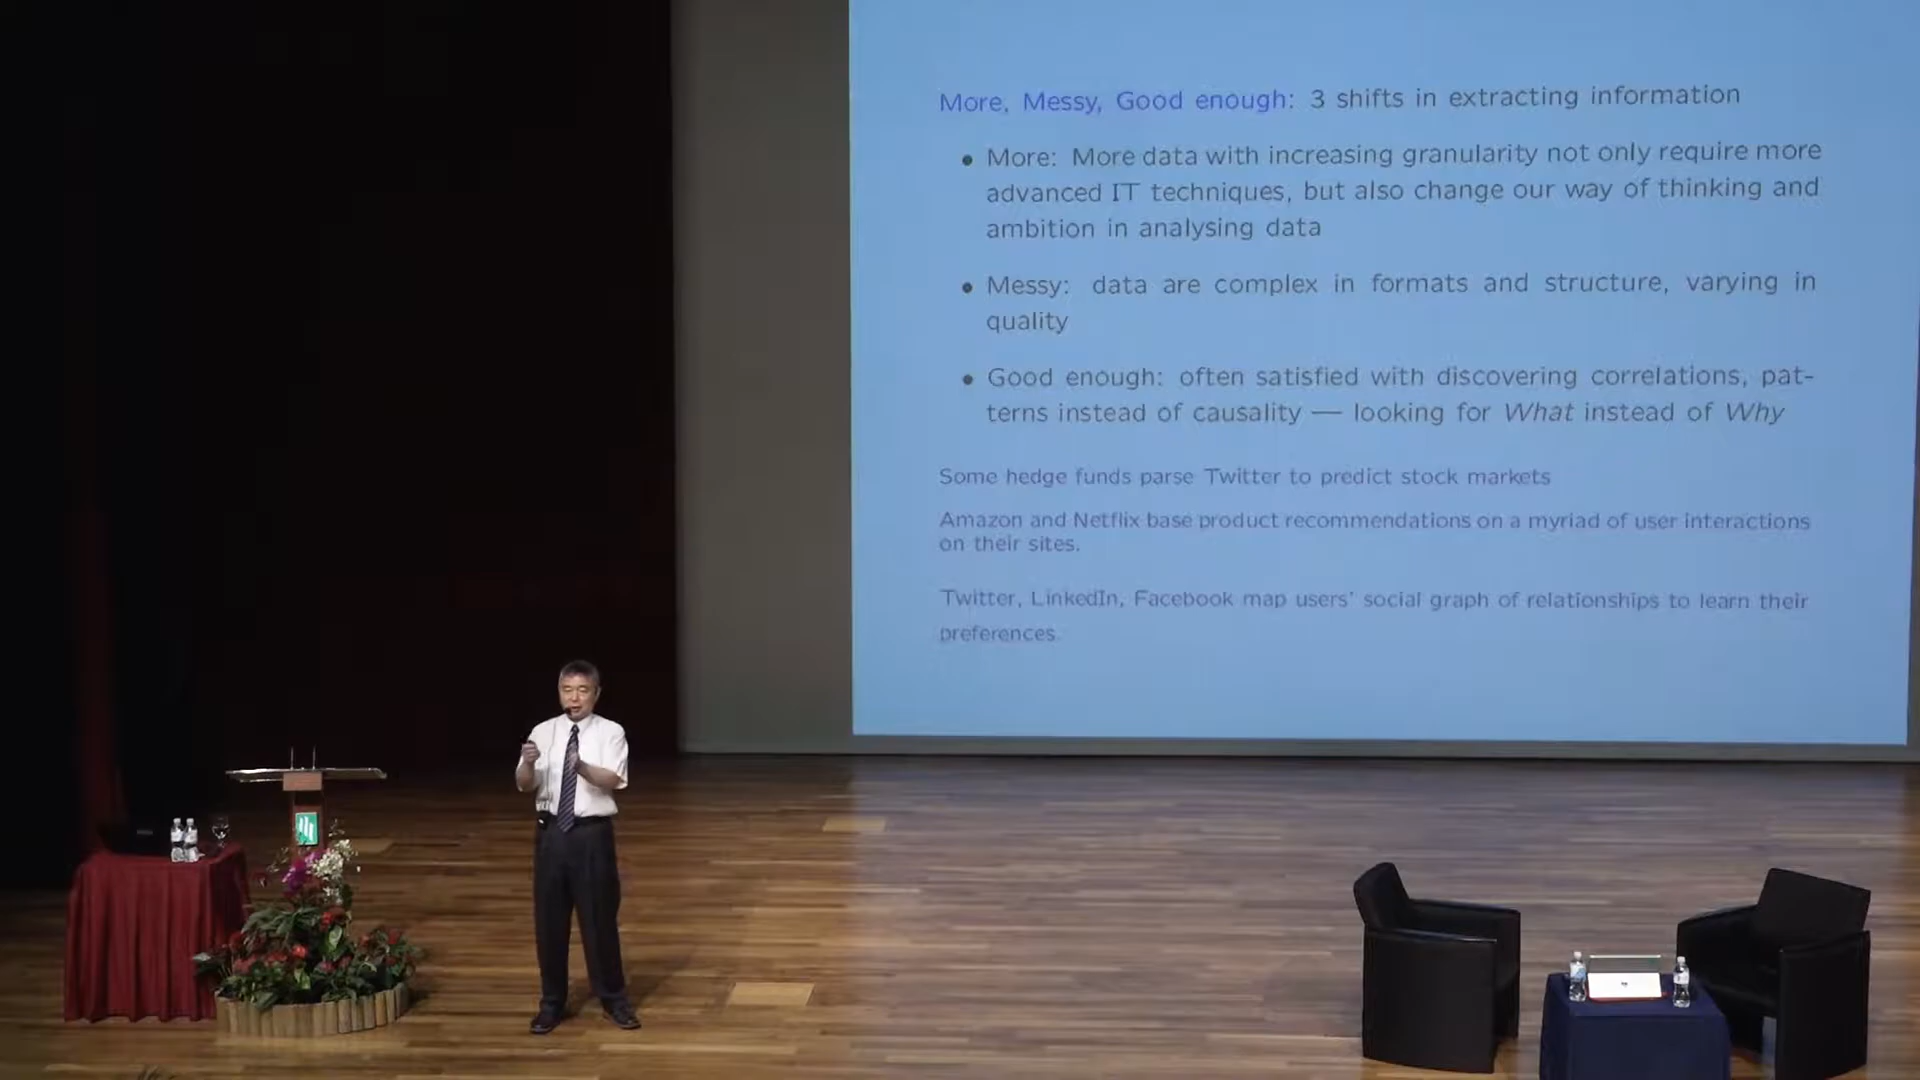 More, Messy, Good enough: 3 shifts in extracting information
• More: More data with increasing granularity not only require more
advanced IT techniques, but also change our way of thinking and
ambition in analysing data
• Messy: data are complex in formats and structure, varying in
quality
• Good enough: often satisfied with discovering correlations, pat-
terns instead of causality — looking for What instead of Why
Some hedge funds parse Twitter to predict stock markets
Amazon and Netflix base product recommendations on a myriad of user interactions
on their sites.
Twitter, LinkedIn, Facebook map users' social graph of relationships to learn their
preferences.